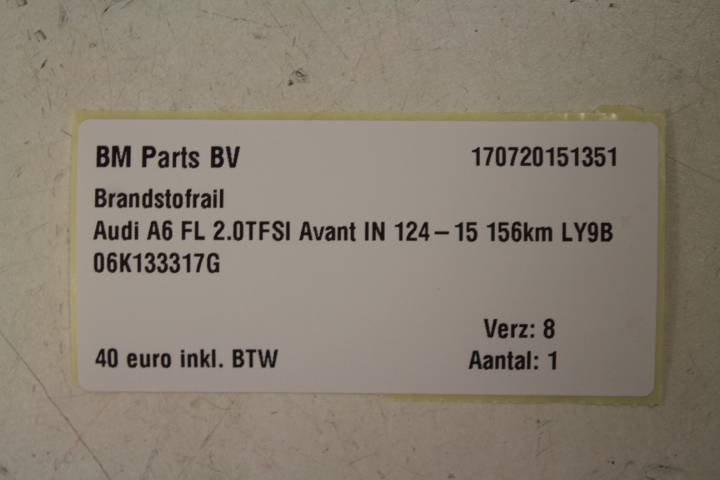 BM Parts BV 170720151351
Brandstofrail
Audi A6 FL 2.0TFSI Avant IN 124-15 156km LY9B
06K133317G
Verz: 8
40 euro inkl. BTW Aantal: 1